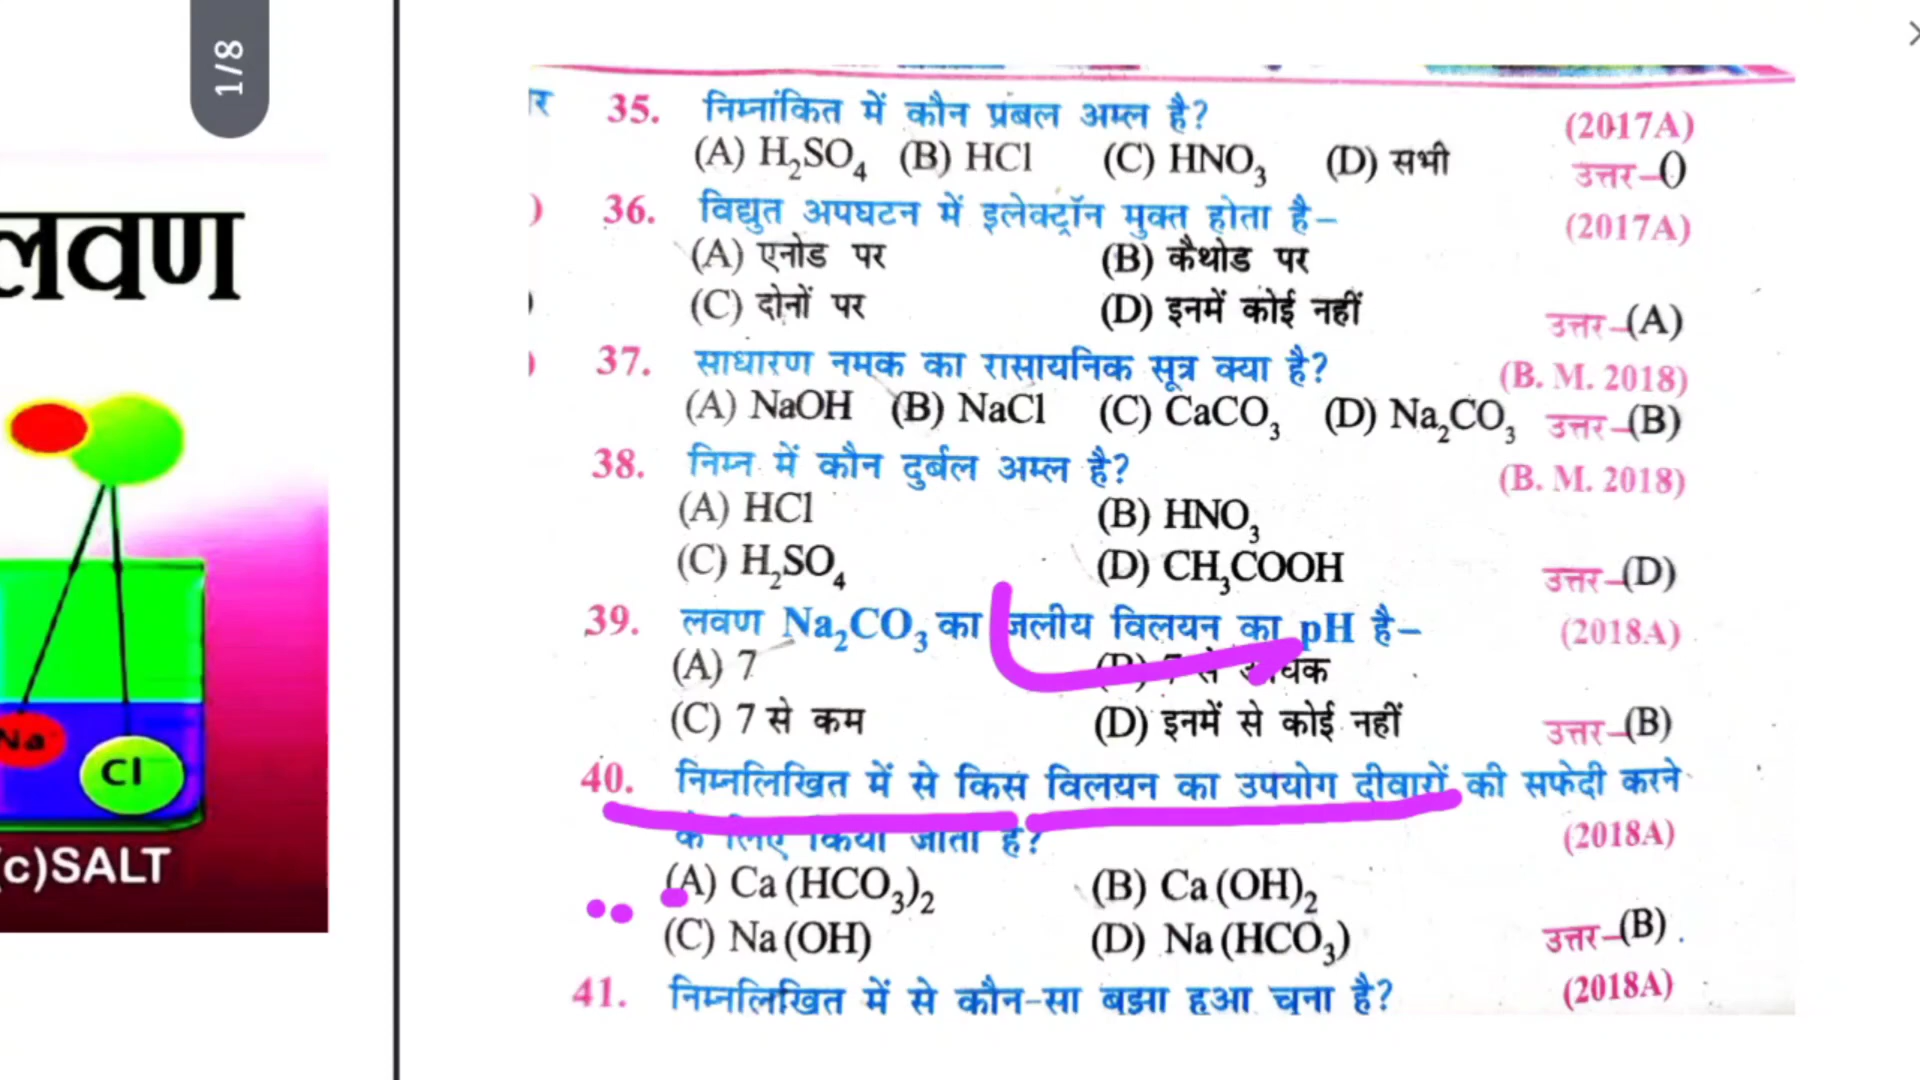 1/8
लवण
Na
Cl
(c)SALT
35. निम्नांकित में कौन प्रबल अम्ल है? (2017A)
(A) H₂SO₄ (B) HCl (C) HNO₃ (D) सभी उत्तर–()
36. विद्युत अपघटन में इलेक्ट्रॉन मुक्त होता है– (2017A)
(A) एनोड पर (B) कैथोड पर
(C) दोनों पर (D) इनमें कोई नहीं उत्तर–(A)
37. साधारण नमक का रासायनिक सूत्र क्या है? (B. M. 2018)
(A) NaOH (B) NaCl (C) CaCO₃ (D) Na₂CO₃ उत्तर–(B)
38. निम्न में कौन दुर्बल अम्ल है? (B. M. 2018)
(A) HCl (B) HNO₃
(C) H₂SO₄ (D) CH₃COOH उत्तर–(D)
39. लवण Na₂CO₃ का जलीय विलयन का pH है– (2018A)
(A) 7 (B) 7 से अधिक
(C) 7 से कम (D) इनमें से कोई नहीं उत्तर–(B)
40. निम्नलिखित में से किस विलयन का उपयोग दीवारों की सफेदी करने
के लिए किया जाता है? (2018A)
(A) Ca(HCO₃)₂ (B) Ca(OH)₂
(C) Na(OH) (D) Na(HCO₃) उत्तर–(B)
41. निम्नलिखित में से कौन-सा बुझा हुआ चूना है? (2018A)